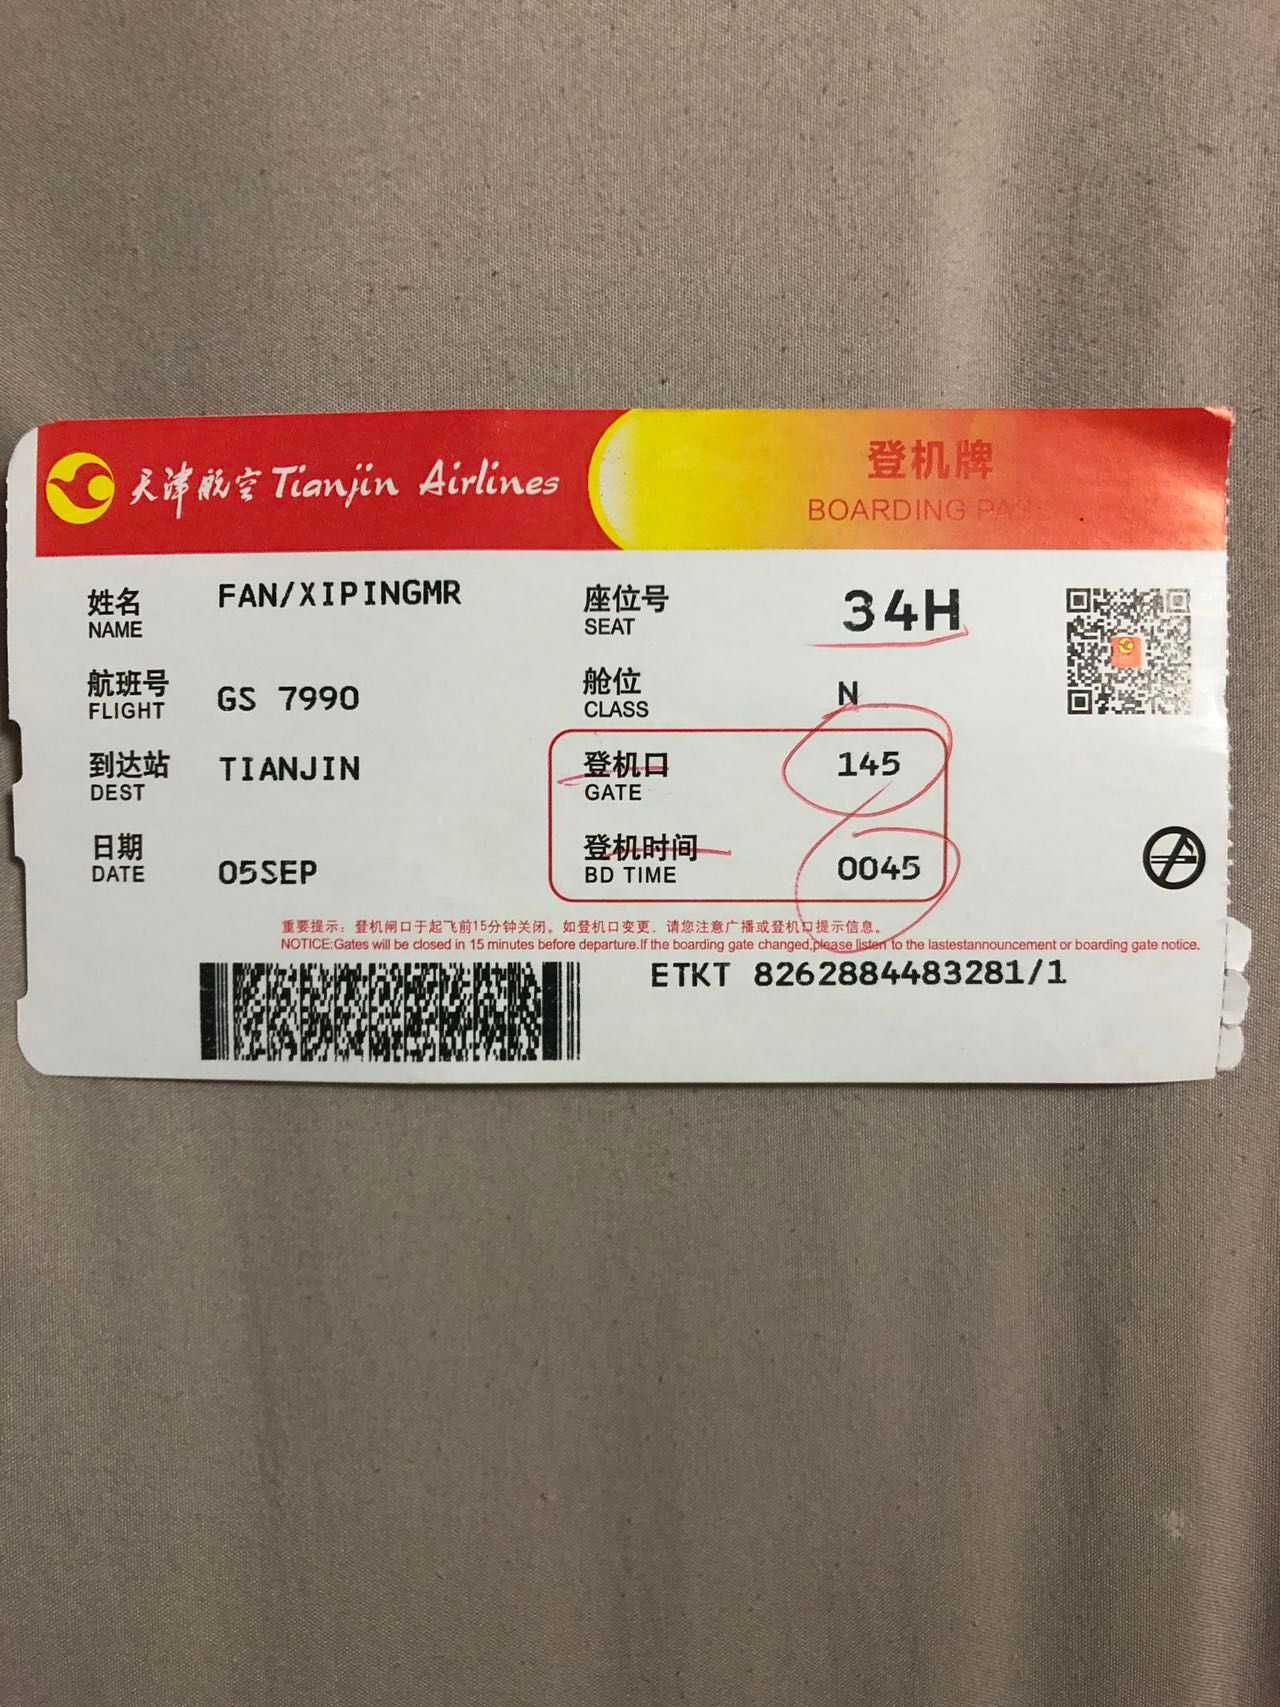 天津航空 Tianjin Airlines
登机牌
BOARDING PASS
姓名 FAN/XIPINGMR 座位号 34H
NAME SEAT
航班号 GS 7990 舱位 N
FLIGHT CLASS
到达站 TIANJIN 登机口 145
DEST GATE
日期 05SEP 登机时间 0045
DATE BD TIME
重要提示：登机闸口于起飞前15分钟关闭。如登机口变更，请您注意广播或登机口提示信息。
NOTICE:Gates will be closed in 15 minutes before departure.If the boarding gate changed,please listen to the lastestannouncement or boarding gate notice.
ETKT 8262884483281/1